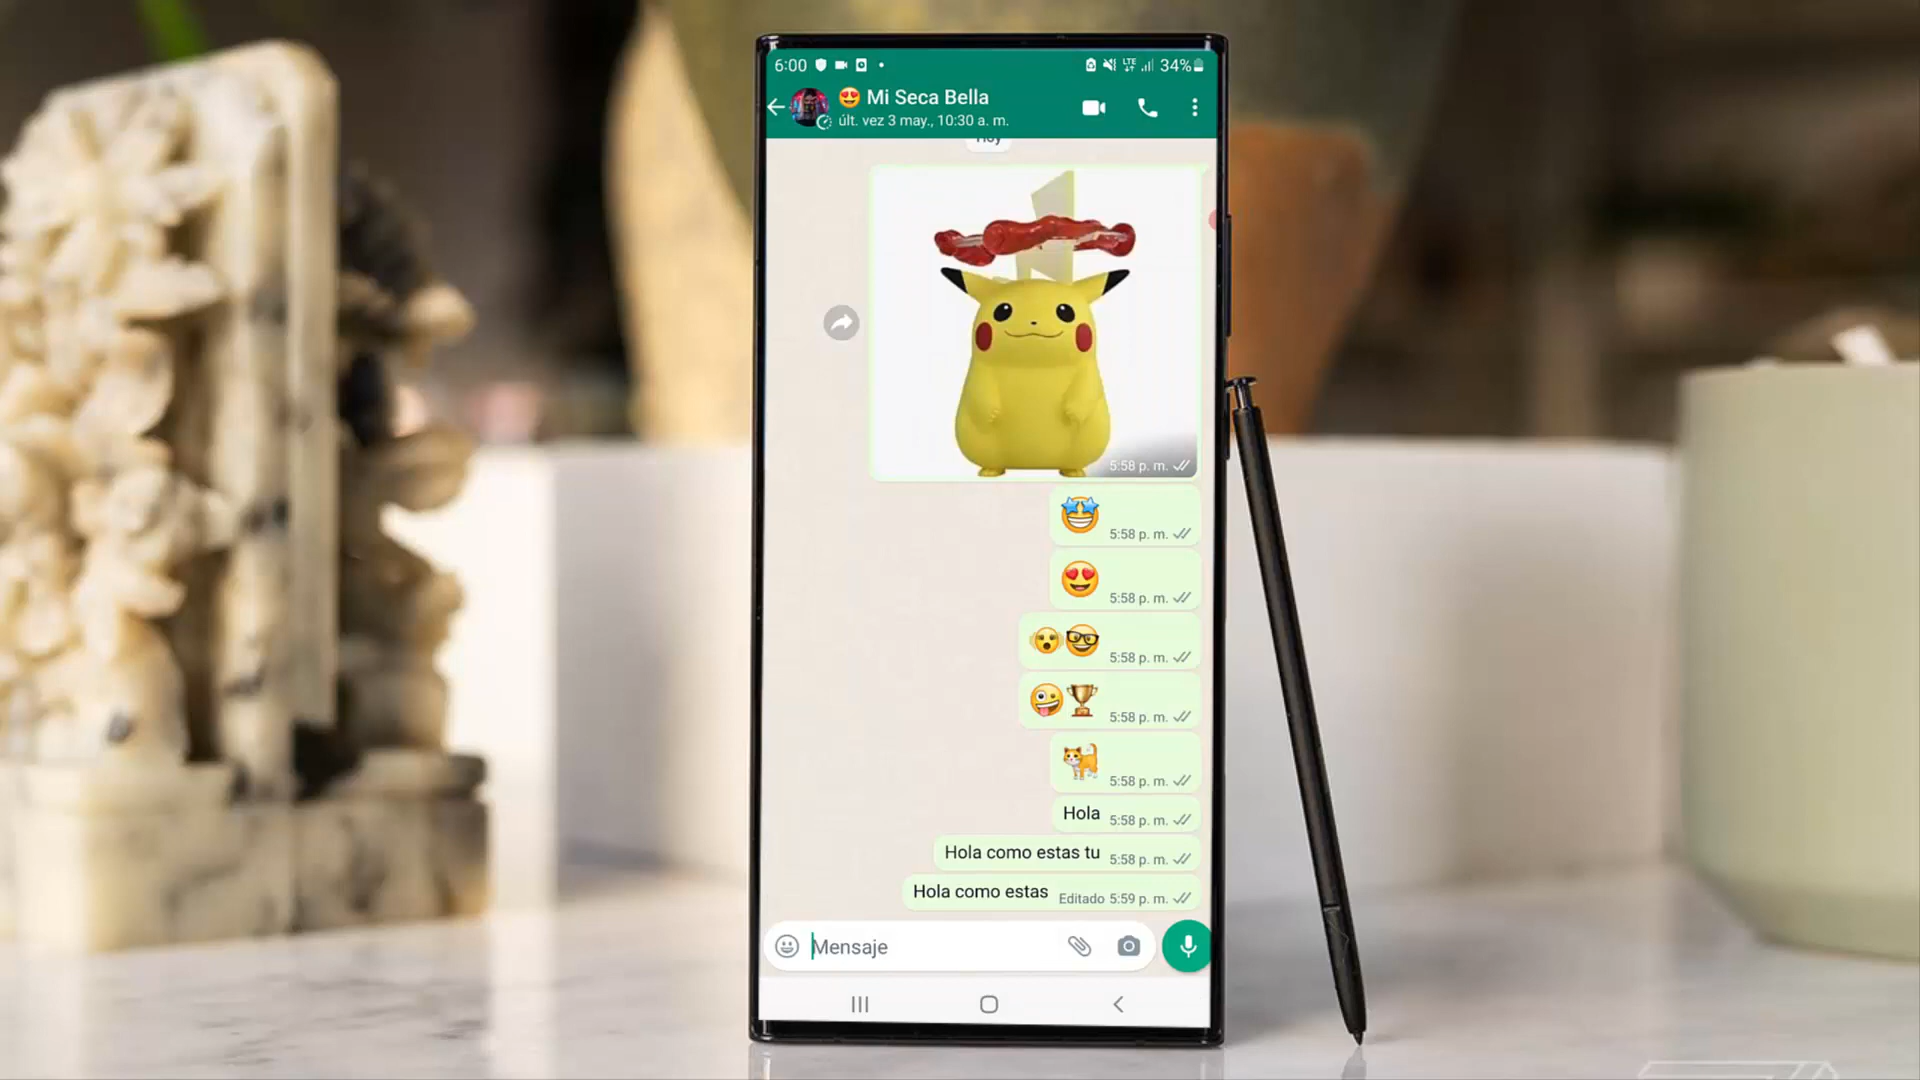 6:00
34%
😍 Mi Seca Bella
últ. vez 3 may., 10:30 a. m.
Hoy
5:58 p. m.
🤩 5:58 p. m.
😍 5:58 p. m.
5:58 p. m.
🤪🏆 5:58 p. m.
🐈 5:58 p. m.
Hola 5:58 p. m.
Hola como estas tu 5:58 p. m.
Hola como estas Editado 5:59 p. m.
Mensaje